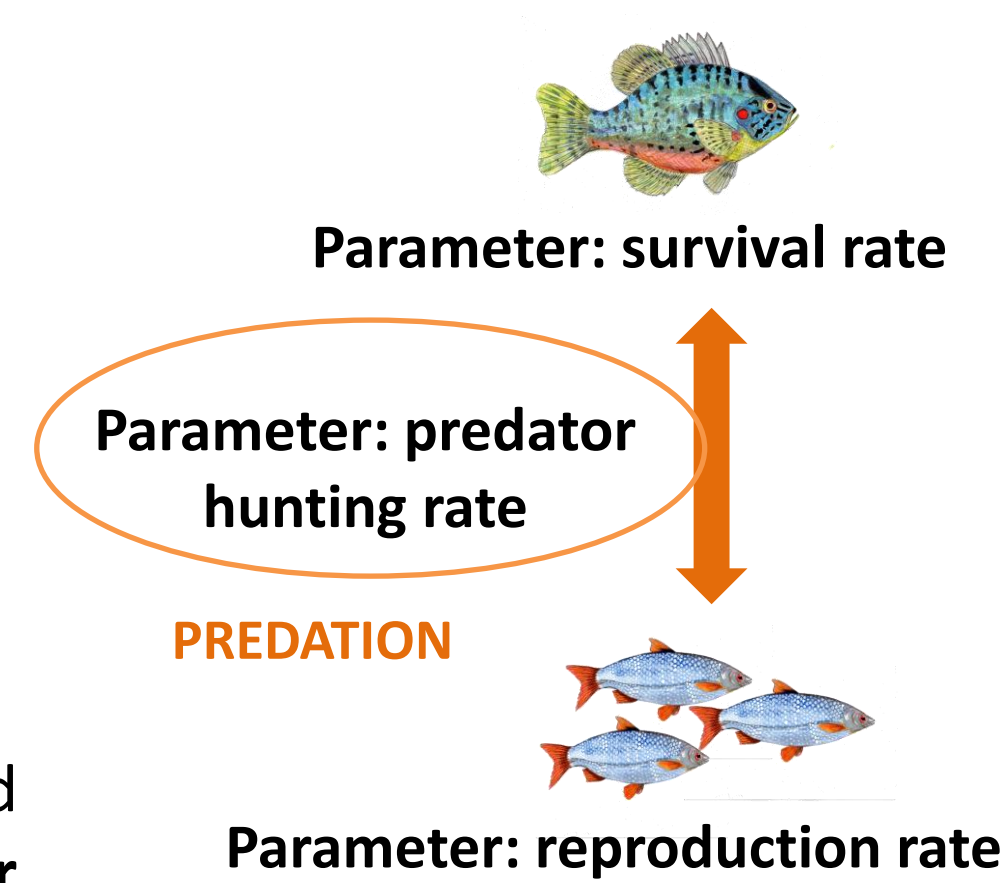 Parameter: survival rate
Parameter: predator
hunting rate
PREDATION
d
r
Parameter: reproduction rate